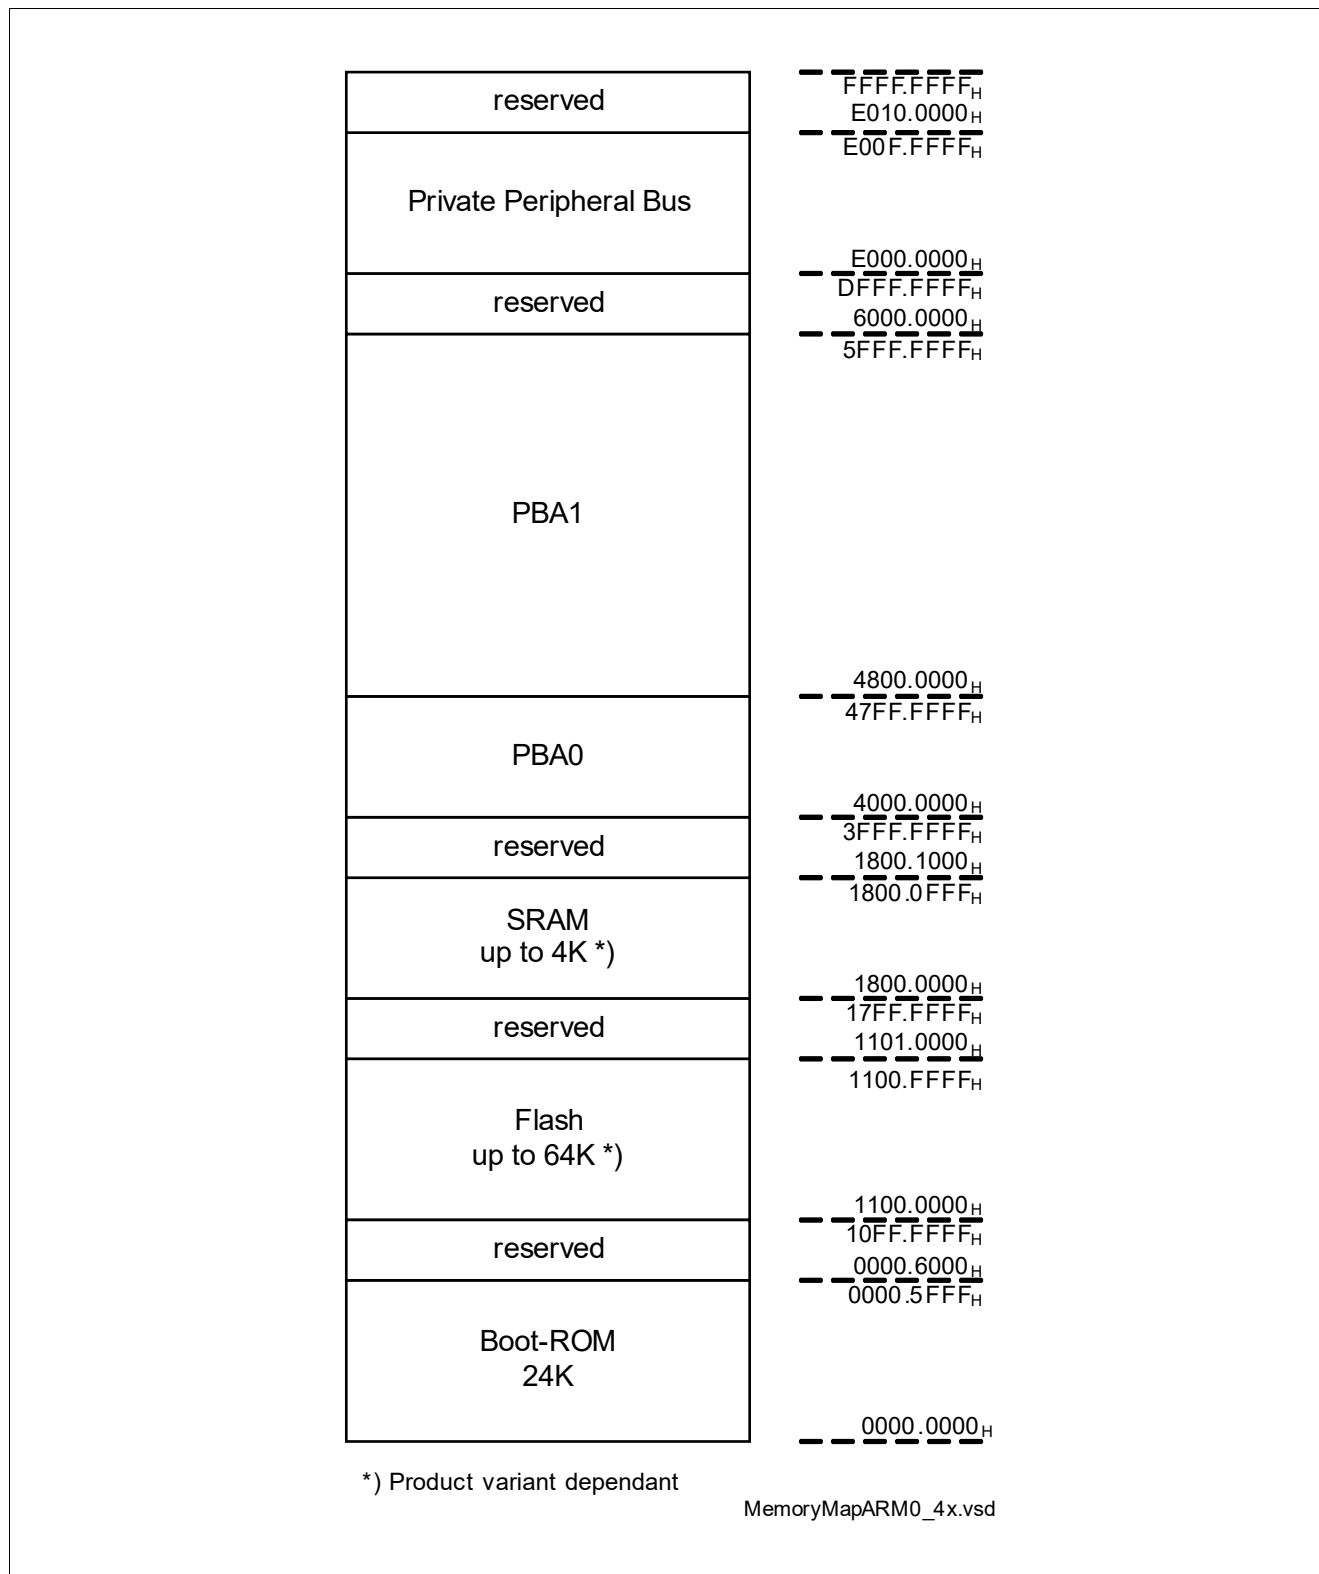 reserved
FFFF.FFFFH
E010.0000H
E00F.FFFFH
Private Peripheral Bus
E000.0000H
DFFF.FFFFH
reserved
6000.0000H
5FFF.FFFFH
PBA1
4800.0000H
47FF.FFFFH
PBA0
4000.0000H
3FFF.FFFFH
reserved
1800.1000H
1800.0FFFH
SRAM
up to 4K *)
1800.0000H
17FF.FFFFH
reserved
1101.0000H
1100.FFFFH
Flash
up to 64K *)
1100.0000H
10FF.FFFFH
reserved
0000.6000H
0000.5FFFH
Boot-ROM
24K
0000.0000H
*) Product variant dependant
MemoryMapARM0_4x.vsd